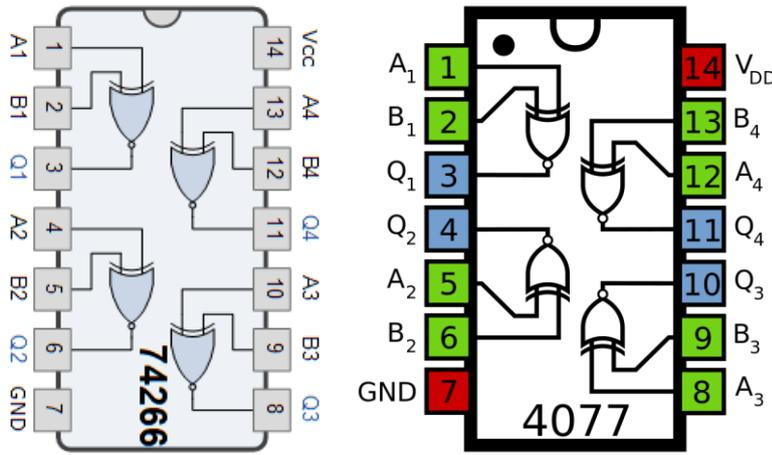 A1 1 14 Vcc
B1 2 13 A4
Q1 3 12 B4
A2 4 11 Q4
B2 5 10 A3
Q2 6 9 B3
GND 7 8 Q3
74266
A1 1 14 VDD
B1 2 13 B4
Q1 3 12 A4
Q2 4 11 Q4
A2 5 10 Q3
B2 6 9 B3
GND 7 8 A3
4077